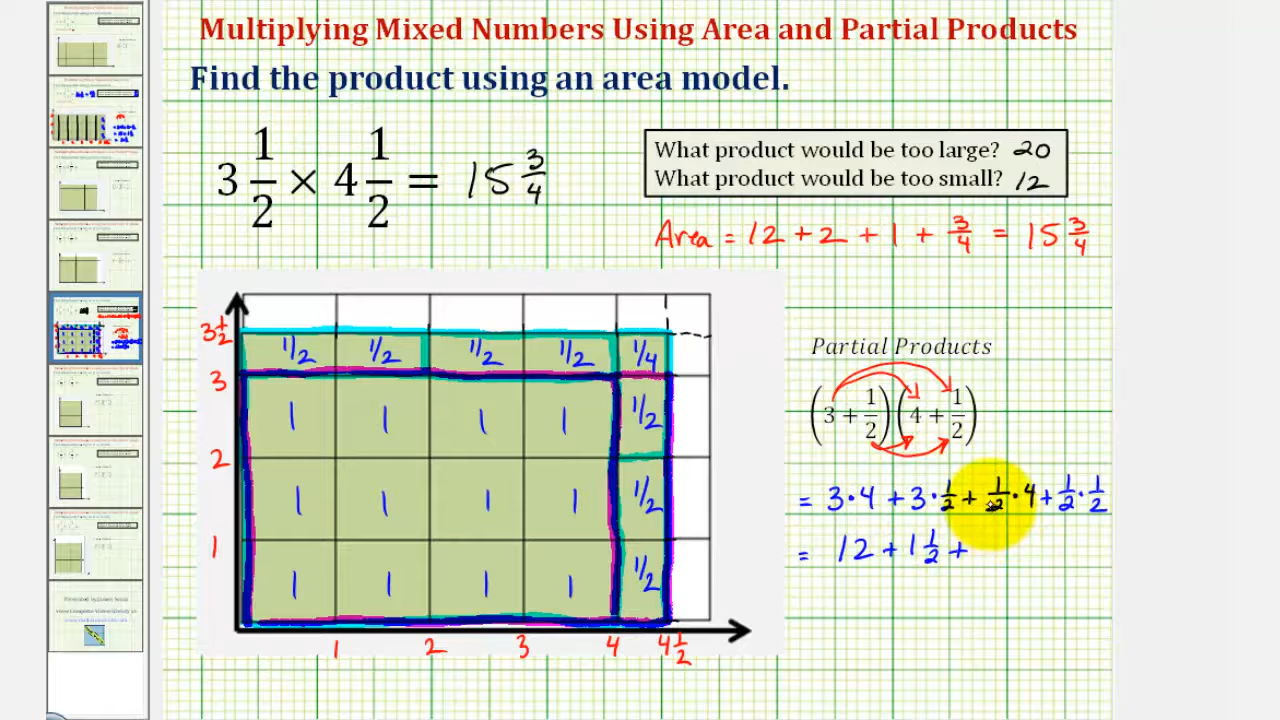 Multiplying Mixed Numbers Using Area and Partial Products
Find the product using an area model.
3 1/2 × 4 1/2 = 15 3/4
What product would be too large? 20
What product would be too small? 12
Area = 12 + 2 + 1 + 3/4 = 15 3/4
3 1/2
1/2 1/2 1/2 1/2 1/4
3
1 1 1 1 1/2
2
1 1 1 1 1/2
1
1 1 1 1 1/2
1 2 3 4 4 1/2
Partial Products
(3 + 1/2)(4 + 1/2)
= 3 · 4 + 3 · 1/2 + 1/2 · 4 + 1/2 · 1/2
= 12 + 1 1/2 +